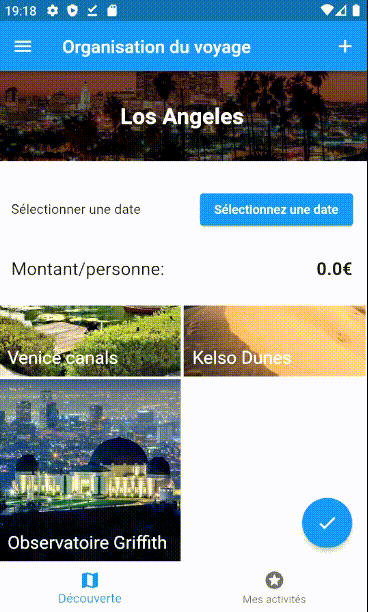 19:18
Organisation du voyage
Los Angeles
Sélectionner une date
Sélectionnez une date
Montant/personne:
0.0€
Venice canals
Kelso Dunes
Observatoire Griffith
Découverte
Mes activités